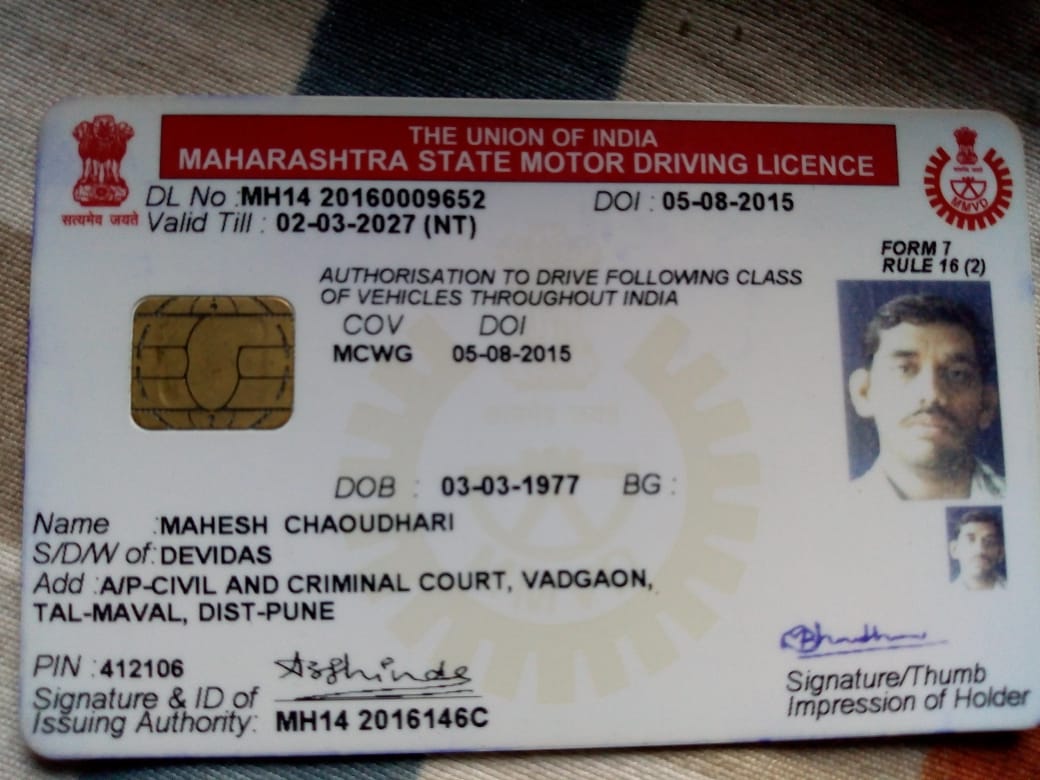 THE UNION OF INDIA
MAHARASHTRA STATE MOTOR DRIVING LICENCE
सत्यमेव जयते
DL No :MH14 20160009652 DOI : 05-08-2015
Valid Till : 02-03-2027 (NT)
MMVD
FORM 7
RULE 16 (2)
AUTHORISATION TO DRIVE FOLLOWING CLASS
OF VEHICLES THROUGHOUT INDIA
COV DOI
MCWG 05-08-2015
DOB : 03-03-1977 BG :
Name :MAHESH CHAOUDHARI
S/D/W of:DEVIDAS
Add :A/P-CIVIL AND CRIMINAL COURT, VADGAON,
TAL-MAVAL, DIST-PUNE
PIN :412106
Signature & ID of
Issuing Authority: MH14 2016146C
Signature/Thumb
Impression of Holder